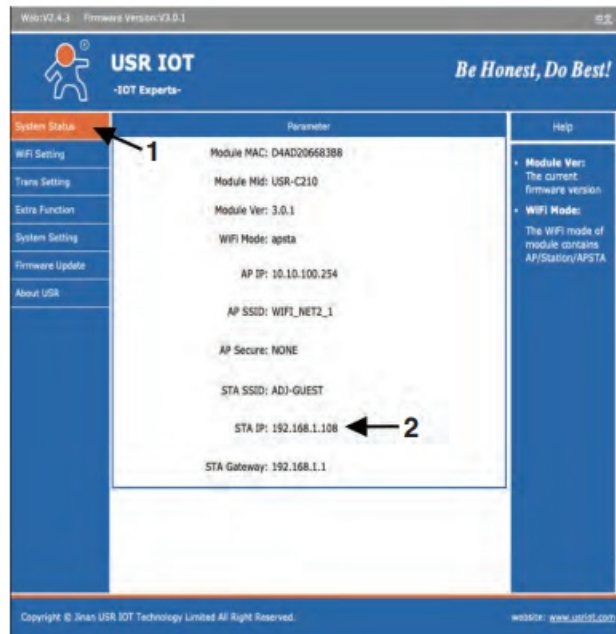 Web:V2.4.3 Firmware Version:V3.0.1
中文
USR IOT
-IOT Experts-
Be Honest, Do Best!
System Status
1
WiFi Setting
Trans Setting
Extra Function
System Setting
Firmware Update
About USR
Parameter
Module MAC: D4AD206683B8
Module Mid: USR-C210
Module Ver: 3.0.1
WiFi Mode: apsta
AP IP: 10.10.100.254
AP SSID: WIFI_NET2_1
AP Secure: NONE
STA SSID: ADJ-GUEST
STA IP: 192.168.1.108
2
STA Gateway: 192.168.1.1
Help
• Module Ver:
The current
firmware version
• WiFi Mode:
The WiFi mode of
module contains
AP/Station/APSTA
Copyright © Jinan USR IOT Technology Limited All Right Reserved.
website: www.usriot.com